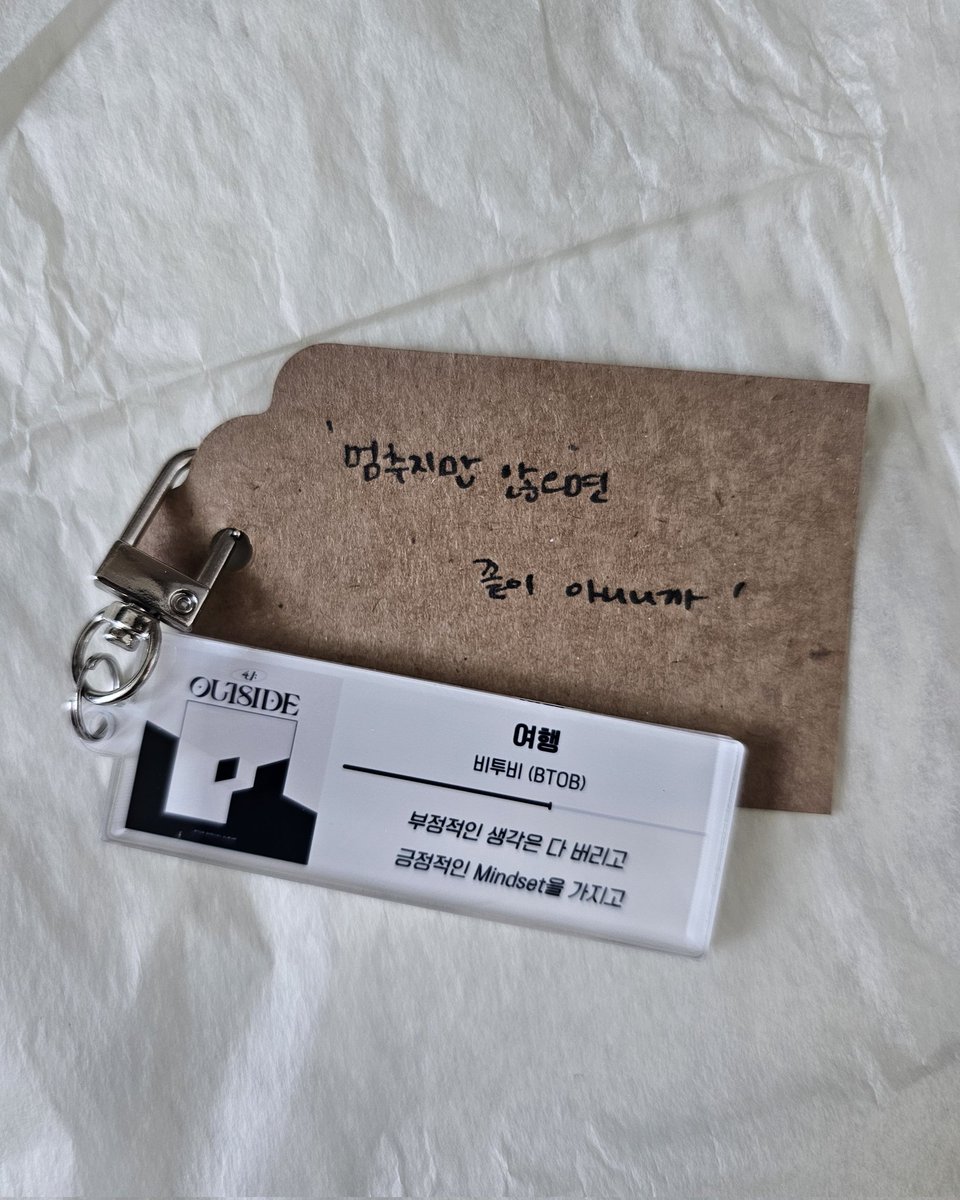 '멈추지만 않으면
끝이 아니니까'
4U:
OUTSIDE
여행
비투비 (BTOB)
부정적인 생각은 다 버리고
긍정적인 Mindset을 가지고